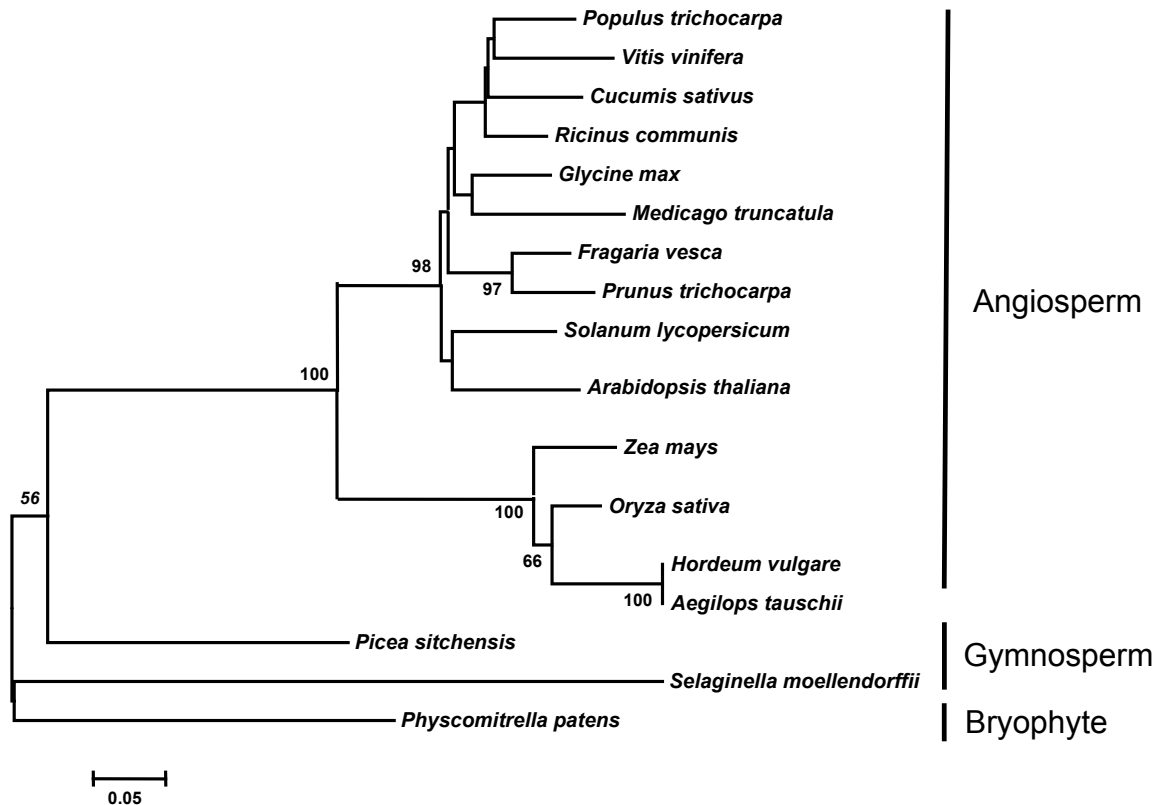 Populus trichocarpa
Vitis vinifera
Cucumis sativus
Ricinus communis
Glycine max
Medicago truncatula
Fragaria vesca
98
97
Prunus trichocarpa
Angiosperm
Solanum lycopersicum
100
Arabidopsis thaliana
Zea mays
56
100
Oryza sativa
66
Hordeum vulgare
100
Aegilops tauschii
Picea sitchensis
Gymnosperm
Selaginella moellendorffii
Physcomitrella patens
Bryophyte
0.05